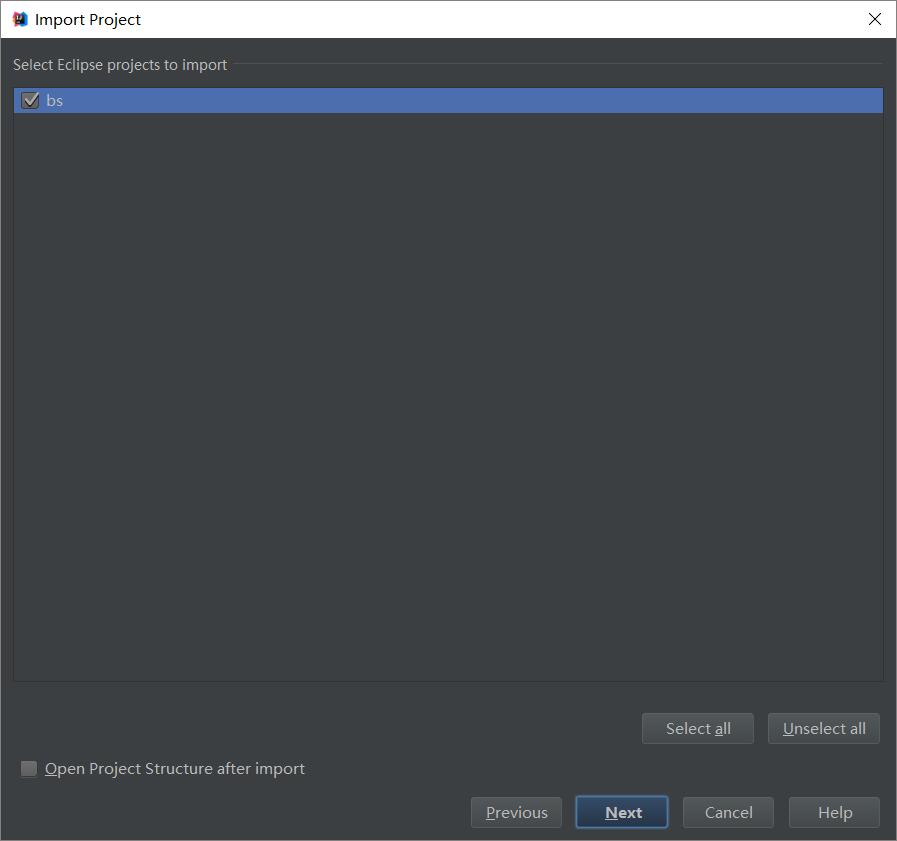 Import Project
Select Eclipse projects to import
bs
Select all
Unselect all
Open Project Structure after import
Previous
Next
Cancel
Help